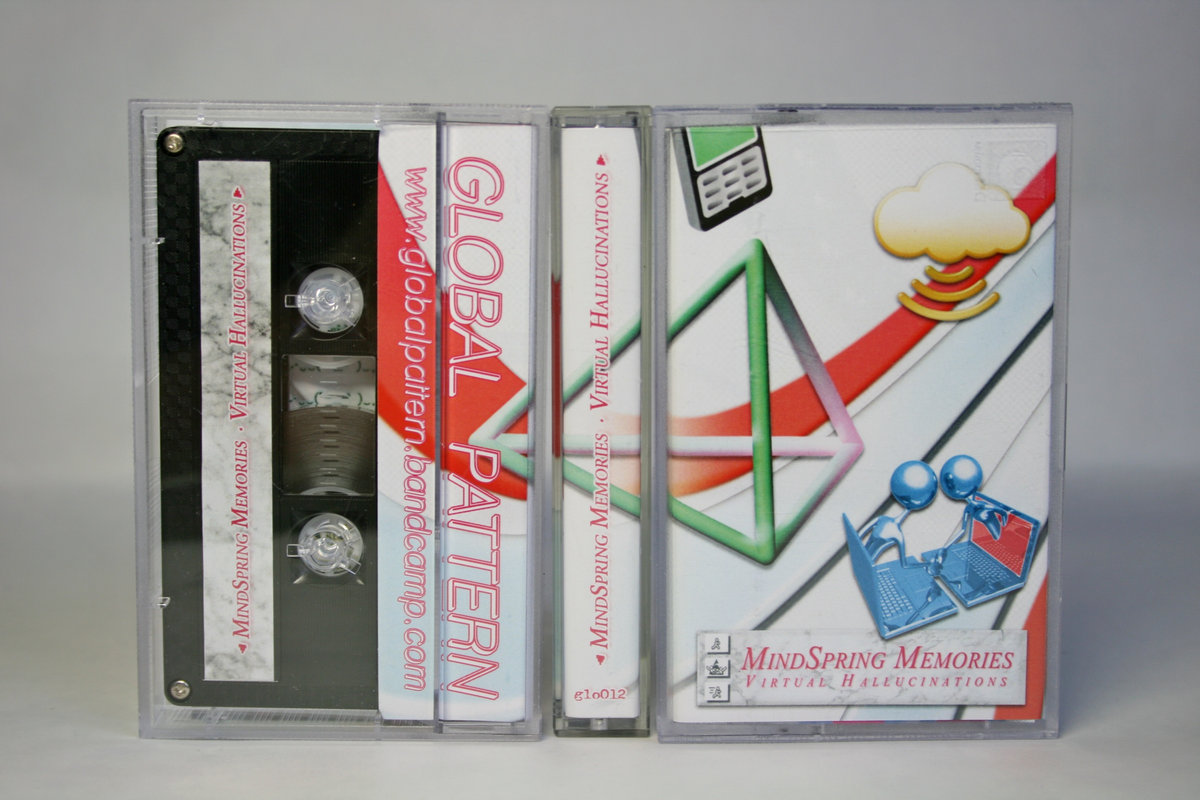 MINDSPRING MEMORIES · VIRTUAL HALLUCINATIONS
www.globalpattern.bandcamp.com
GLOBAL PATTERN
MINDSPRING MEMORIES · VIRTUAL HALLUCINATIONS
glo012
MINDSPRING MEMORIES
VIRTUAL HALLUCINATIONS